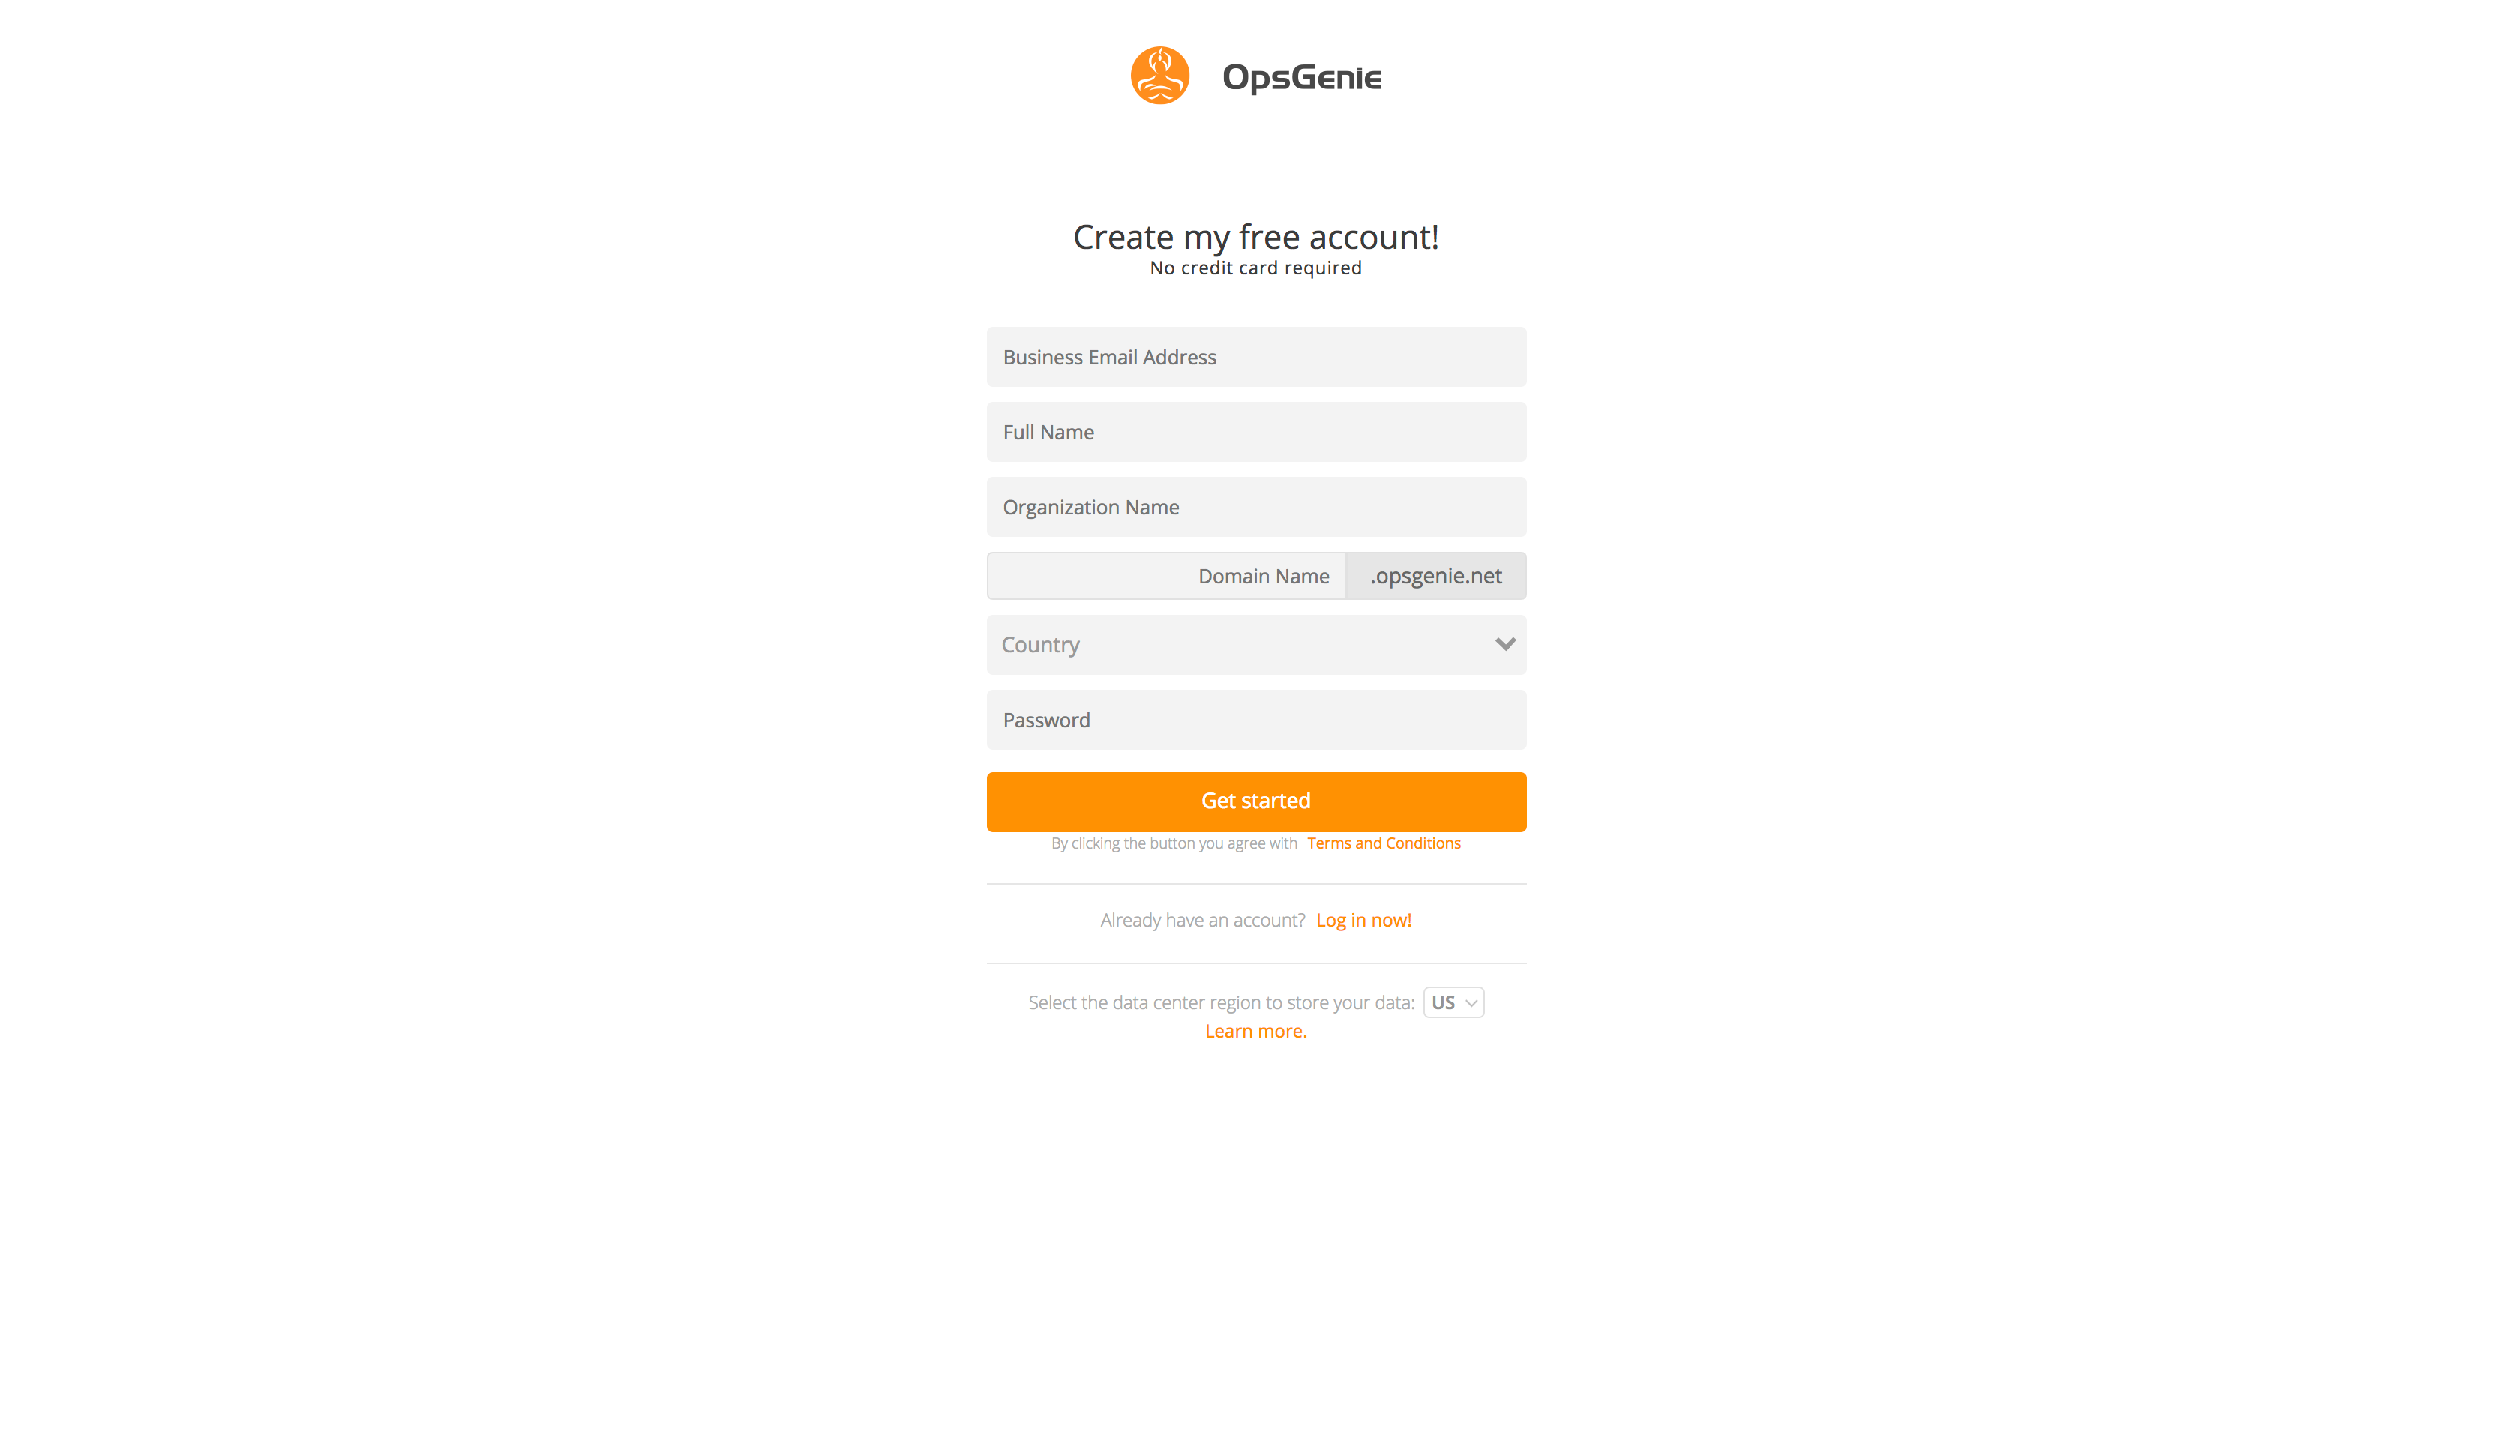 OpsGenie
Create my free account!
No credit card required
Business Email Address
Full Name
Organization Name
Domain Name .opsgenie.net
Country
Password
Get started
By clicking the button you agree with Terms and Conditions
Already have an account? Log in now!
Select the data center region to store your data: US
Learn more.